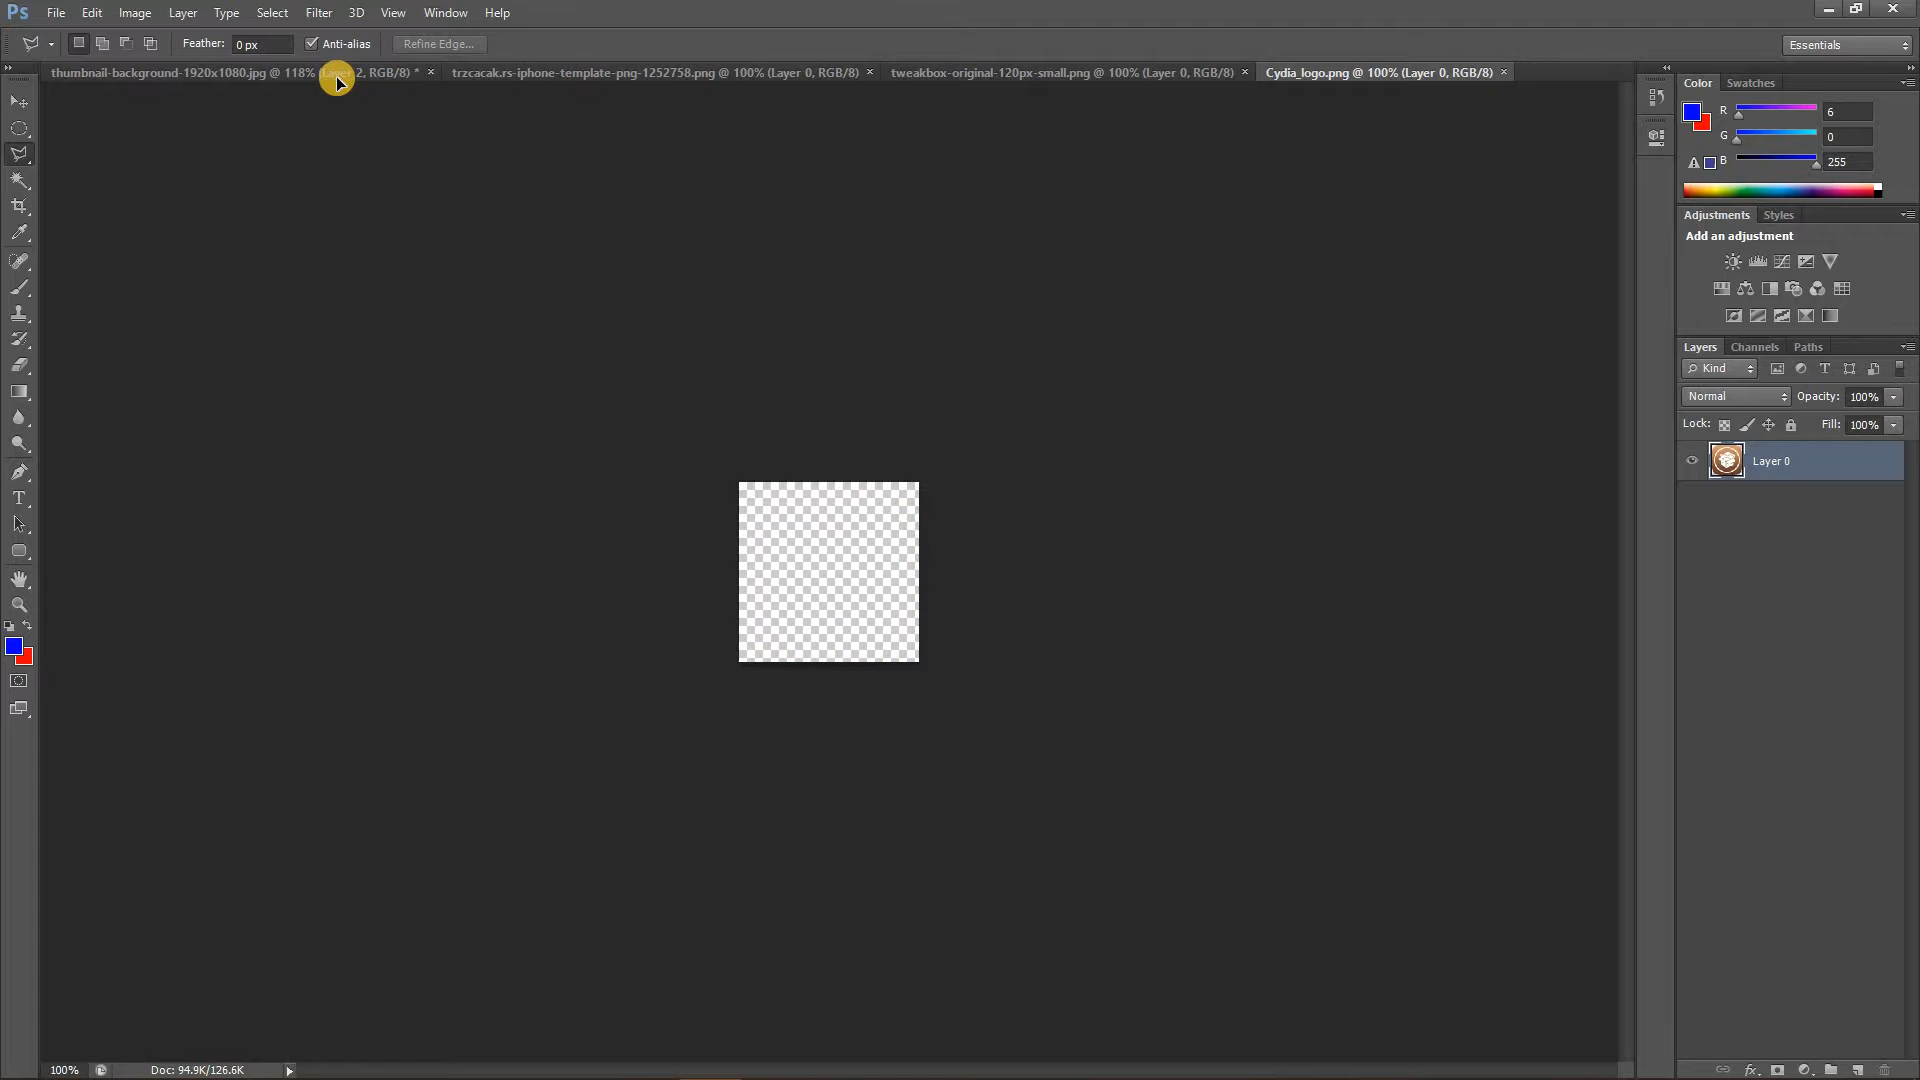 Ps File Edit Image Layer Type Select Filter 3D View Window Help
Feather: 0 px Anti-alias Refine Edge... Essentials
thumbnail-background-1920x1080.jpg @ 118% (Layer 2, RGB/8) * × trzcacak.rs-iphone-template-png-1252758.png @ 100% (Layer 0, RGB/8) × tweakbox-original-120px-small.png @ 100% (Layer 0, RGB/8) × Cydia_logo.png @ 100% (Layer 0, RGB/8) ×
Color Swatches
R 6
G 0
B 255
Adjustments Styles
Add an adjustment
Layers Channels Paths
Kind
Normal Opacity: 100%
Lock: Fill: 100%
Layer 0
100% Doc: 94.9K/126.6K